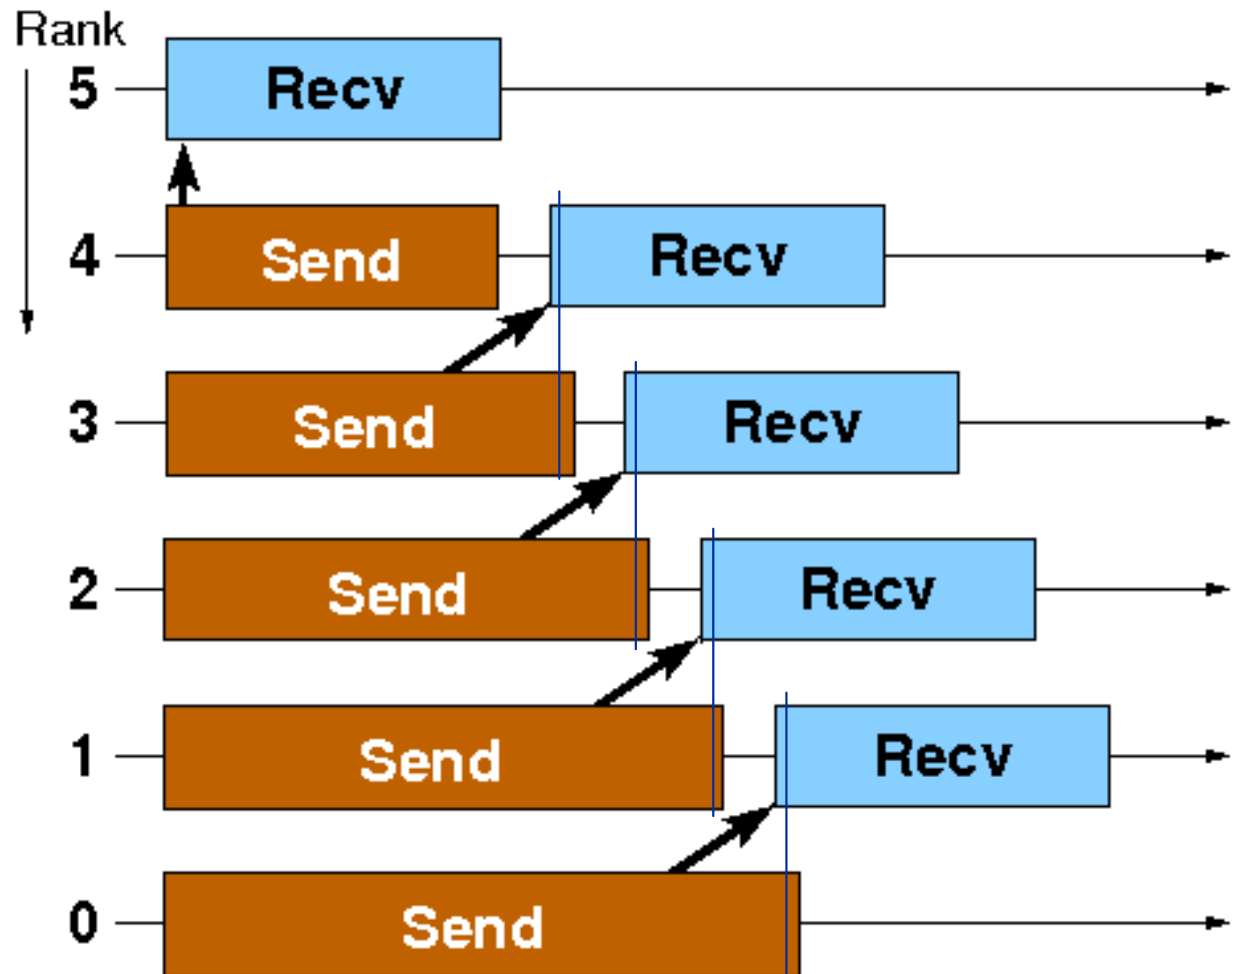 Rank
5 Recv
4 Send Recv
3 Send Recv
2 Send Recv
1 Send Recv
0 Send